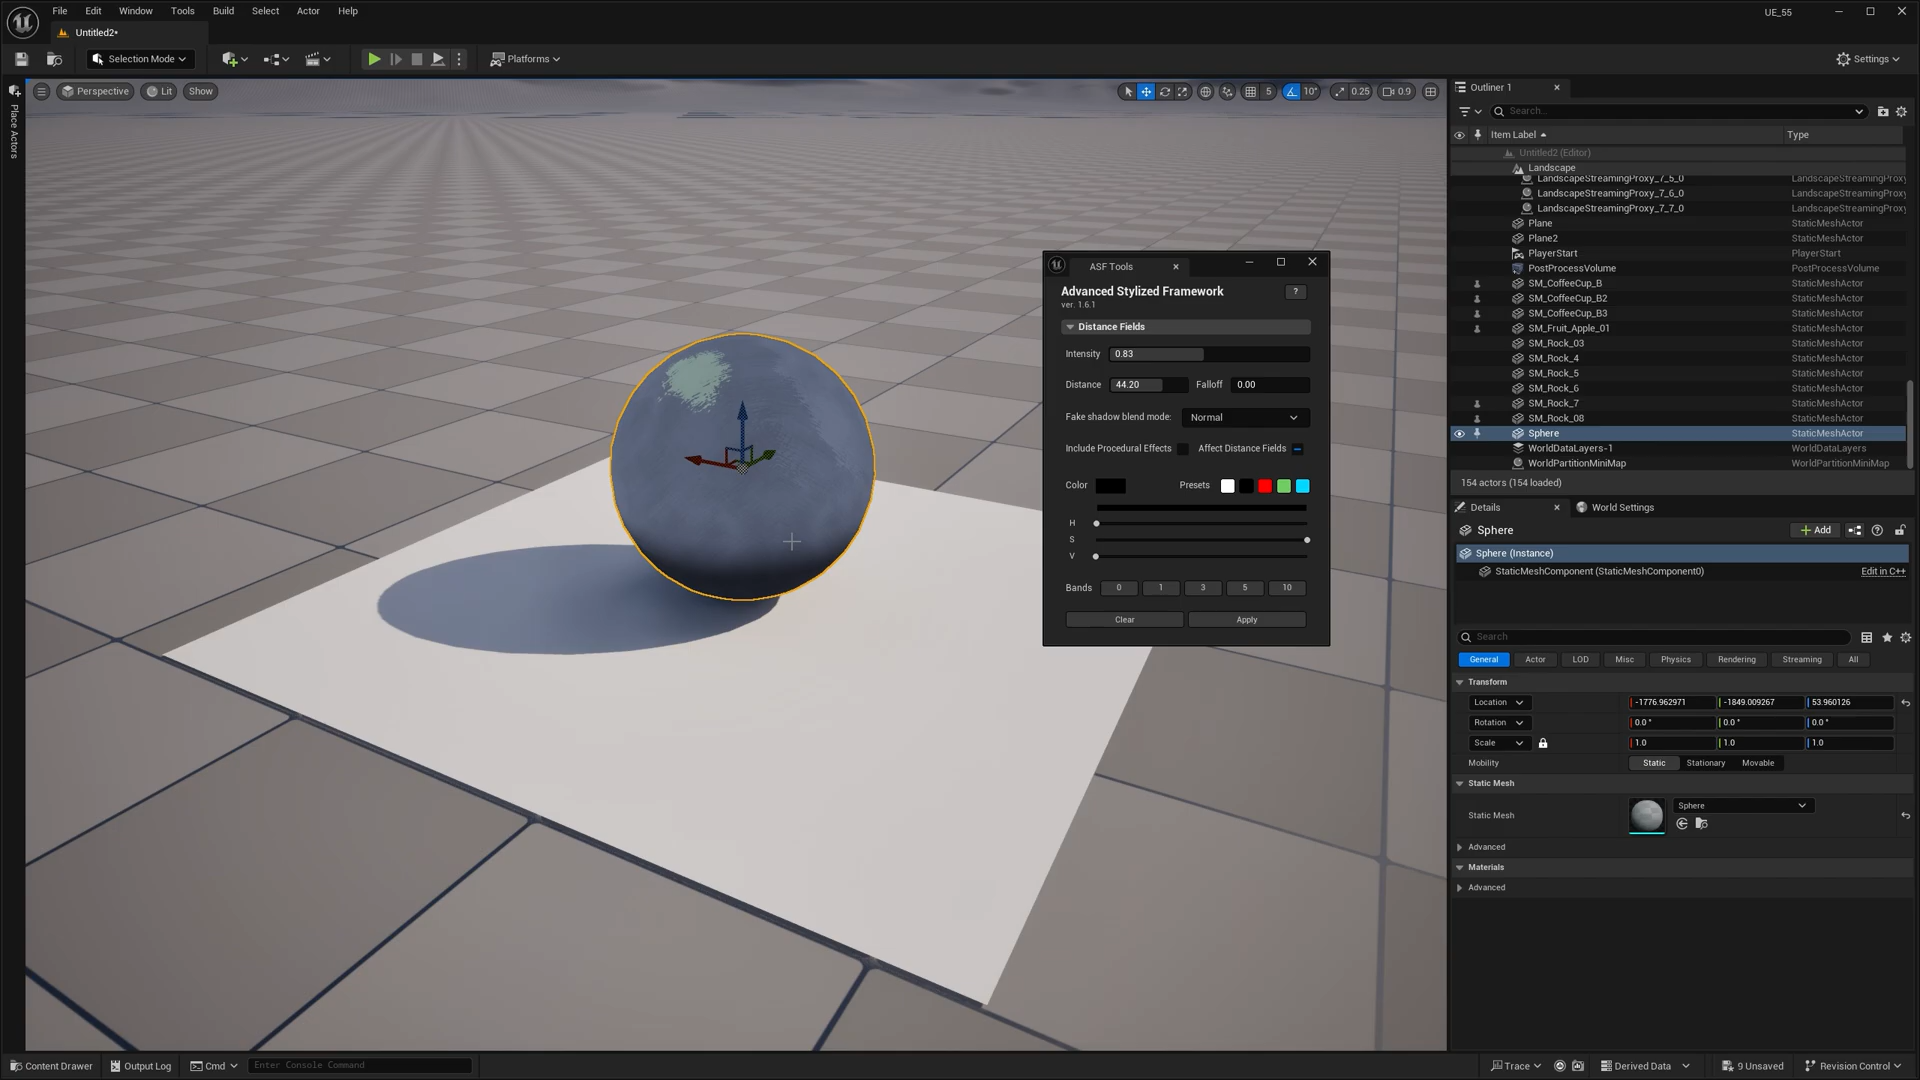 File Edit Window Tools Build Select Actor Help
UE_55
Untitled2•
Selection Mode
Platforms
Settings
Place Actors
Perspective
Lit
Show
5
10°
0.25
0.9
Outliner 1
Search...
Item Label
Type
Untitled2 (Editor)
Landscape
LandscapeStreamingProxy_7_5_0 LandscapeStreamingProxy
LandscapeStreamingProxy_7_6_0 LandscapeStreamingProxy
LandscapeStreamingProxy_7_7_0 LandscapeStreamingProxy
Plane StaticMeshActor
Plane2 StaticMeshActor
PlayerStart PlayerStart
PostProcessVolume PostProcessVolume
SM_CoffeeCup_B StaticMeshActor
SM_CoffeeCup_B2 StaticMeshActor
SM_CoffeeCup_B3 StaticMeshActor
SM_Fruit_Apple_01 StaticMeshActor
SM_Rock_03 StaticMeshActor
SM_Rock_4 StaticMeshActor
SM_Rock_5 StaticMeshActor
SM_Rock_6 StaticMeshActor
SM_Rock_7 StaticMeshActor
SM_Rock_08 StaticMeshActor
Sphere StaticMeshActor
WorldDataLayers-1 WorldDataLayers
WorldPartitionMiniMap WorldPartitionMiniMap
154 actors (154 loaded)
ASF Tools
Advanced Stylized Framework
?
ver. 1.6.1
Distance Fields
Intensity 0.83
Distance 44.20 Falloff 0.00
Fake shadow blend mode: Normal
Include Procedural Effects Affect Distance Fields
Color Presets
H
S
V
Bands 0 1 3 5 10
Clear Apply
Details World Settings
Sphere
Add
Sphere (Instance)
StaticMeshComponent (StaticMeshComponent0) Edit in C++
Search
General Actor LOD Misc Physics Rendering Streaming All
Transform
Location -1776.962971 -1849.009267 53.960126
Rotation 0.0 ° 0.0 ° 0.0 °
Scale 1.0 1.0 1.0
Mobility Static Stationary Movable
Static Mesh
Static Mesh Sphere
Advanced
Materials
Advanced
Content Drawer Output Log Cmd Enter Console Command
Trace Derived Data 9 Unsaved Revision Control